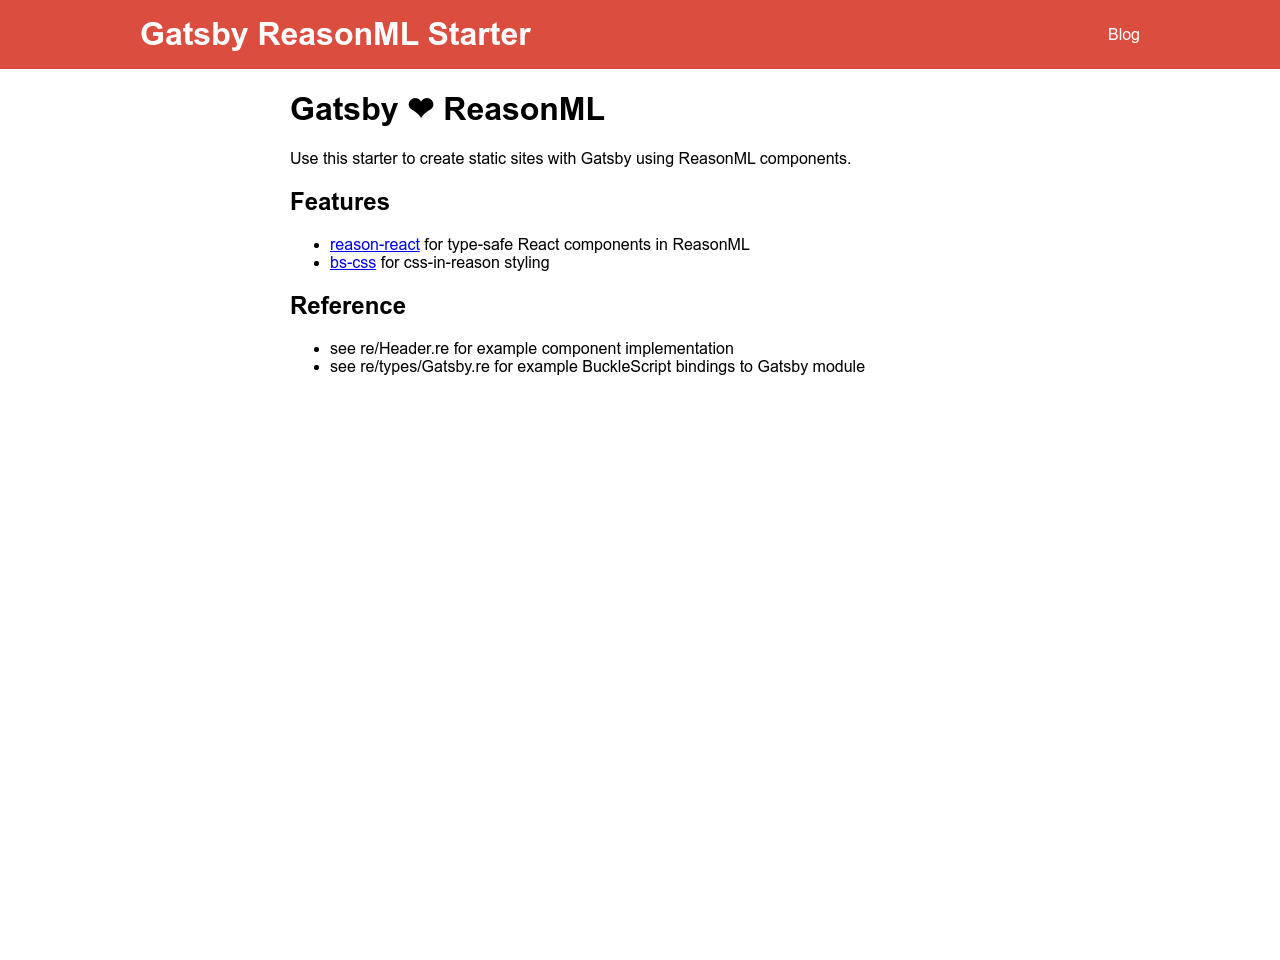 Gatsby ReasonML Starter
Blog
Gatsby ❤ ReasonML
Use this starter to create static sites with Gatsby using ReasonML components.
Features
• reason-react for type-safe React components in ReasonML
• bs-css for css-in-reason styling
Reference
• see re/Header.re for example component implementation
• see re/types/Gatsby.re for example BuckleScript bindings to Gatsby module